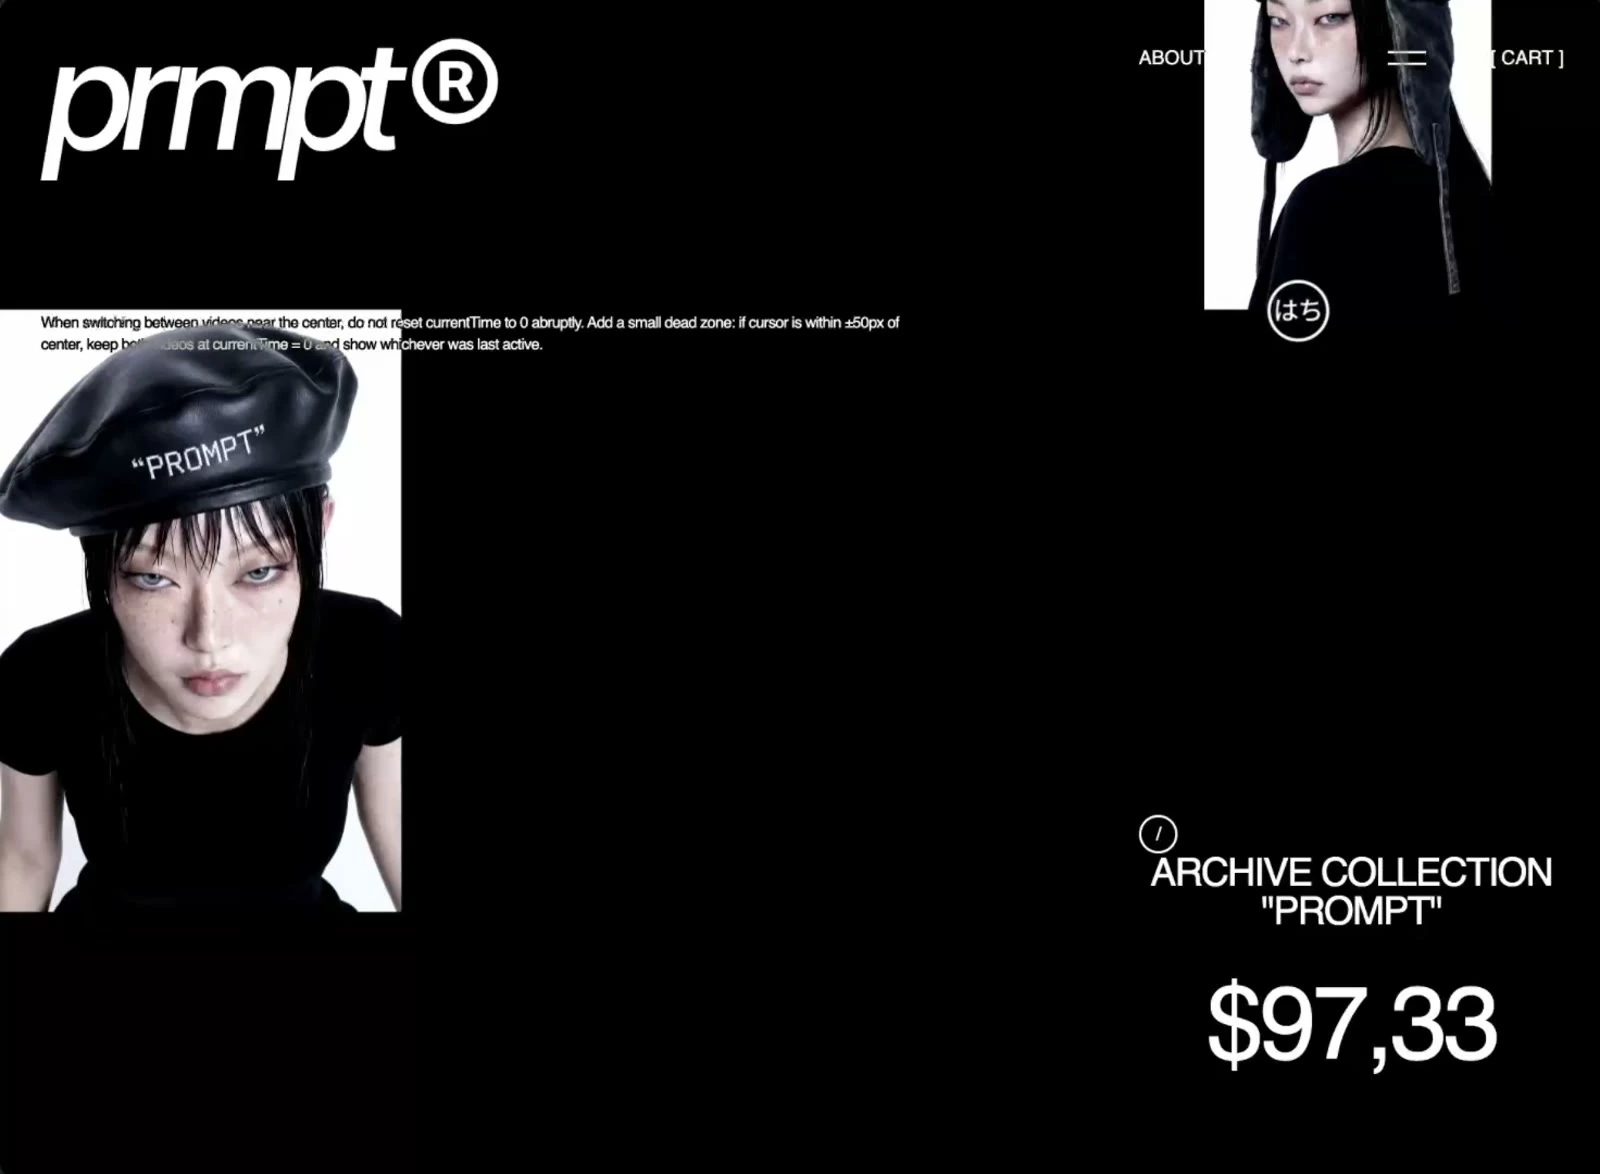 prmpt®
ABOUT
[ CART ]
はち
When switching between videos near the center, do not reset currentTime to 0 abruptly. Add a small dead zone: if cursor is within ±50px of
center, keep both videos at currentTime = 0 and show whichever was last active.
“PROMPT”
/
ARCHIVE COLLECTION
"PROMPT"
$97,33